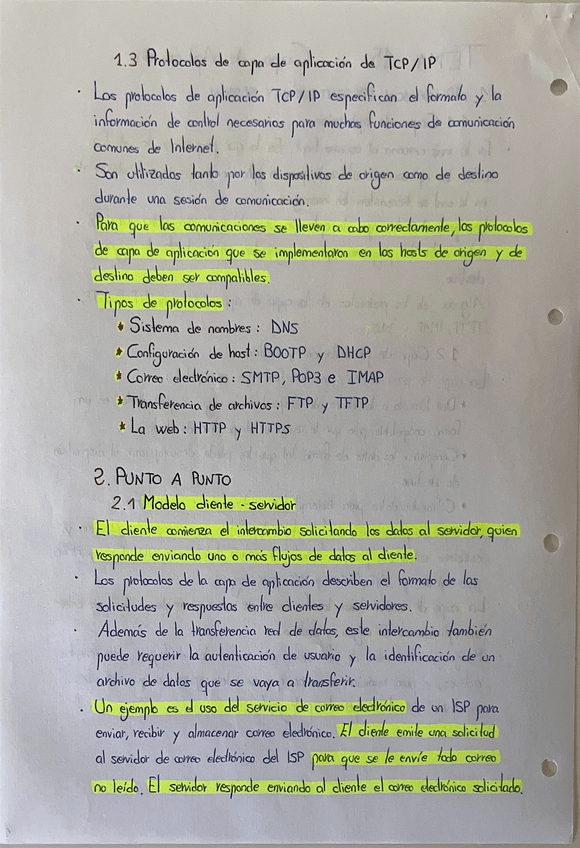 1.3 Protocolos de capa de aplicación de TCP/IP
· Los protocolos de aplicación TCP/IP especifican el formato y la
información de control necesarios para muchas funciones de comunicación
comunes de Internet.
· Son utilizados tanto por los dispositivos de origen como de destino
durante una sesión de comunicación.
· Para que las comunicaciones se lleven a cabo correctamente, los protocolos
de capa de aplicación que se implementaron en los hosts de origen y de
destino deben ser compatibles.
· Tipos de protocolos:
* Sistema de nombres: DNS
* Configuración de host: BOOTP y DHCP
* Correo electrónico: SMTP, POP3 e IMAP
* Transferencia de archivos: FTP y TFTP
* La web: HTTP y HTTPS
2. PUNTO A PUNTO
2.1 Modelo cliente-servidor
· El cliente comienza el intercambio solicitando los datos al servidor, quien
responde enviando uno o más flujos de datos al cliente.
· Los protocolos de la capa de aplicación describen el formato de las
solicitudes y respuestas entre clientes y servidores.
· Además de la transferencia red de datos, este intercambio también
puede requerir la autenticación de usuario y la identificación de un
archivo de datos que se vaya a transferir.
· Un ejemplo es el uso del servicio de correo electrónico de un ISP para
enviar, recibir y almacenar correo electrónico. El cliente emite una solicitud
al servidor de correo electrónico del ISP para que se le envíe todo correo
no leído. El servidor responde enviando al cliente el correo electrónico solicitado.